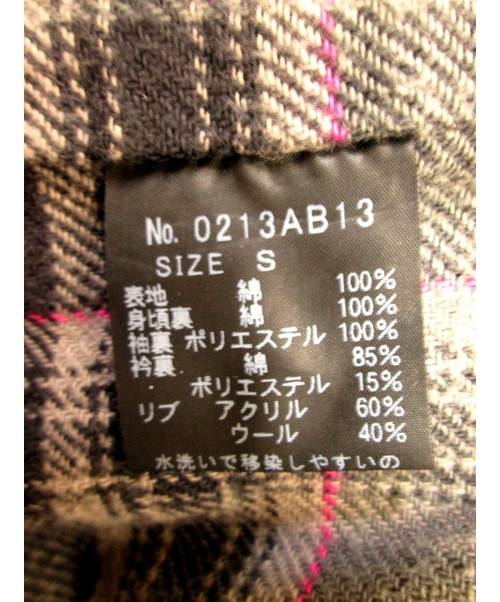 No. 0213AB13
SIZE S
表地 綿 100%
身頃裏 綿 100%
袖裏 ポリエステル 100%
衿裏 綿 85%
ポリエステル 15%
リブ アクリル 60%
ウール 40%
水洗いで移染しやすいの